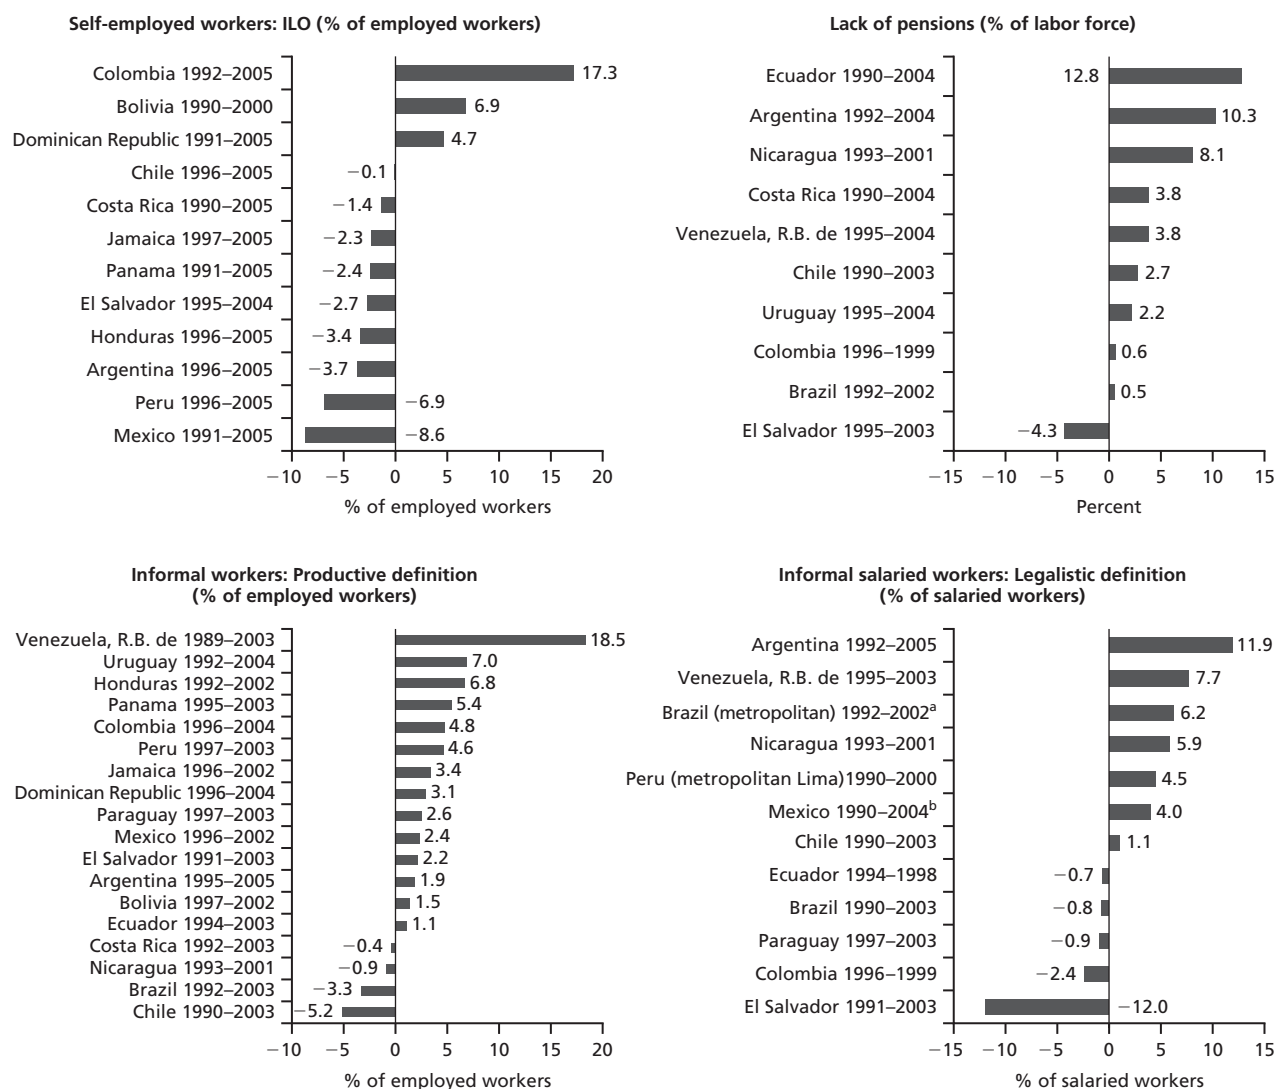 Self-employed workers: ILO (% of employed workers)
Colombia 1992–2005 17.3
Bolivia 1990–2000 6.9
Dominican Republic 1991–2005 4.7
Chile 1996–2005 −0.1
Costa Rica 1990–2005 −1.4
Jamaica 1997–2005 −2.3
Panama 1991–2005 −2.4
El Salvador 1995–2004 −2.7
Honduras 1996–2005 −3.4
Argentina 1996–2005 −3.7
Peru 1996–2005 −6.9
Mexico 1991–2005 −8.6
−10 −5 0 5 10 15 20
% of employed workers
Lack of pensions (% of labor force)
Ecuador 1990–2004 12.8
Argentina 1992–2004 10.3
Nicaragua 1993–2001 8.1
Costa Rica 1990–2004 3.8
Venezuela, R.B. de 1995–2004 3.8
Chile 1990–2003 2.7
Uruguay 1995–2004 2.2
Colombia 1996–1999 0.6
Brazil 1992–2002 0.5
El Salvador 1995–2003 −4.3
−15 −10 −5 0 5 10 15
Percent
Informal workers: Productive definition
(% of employed workers)
Venezuela, R.B. de 1989–2003 18.5
Uruguay 1992–2004 7.0
Honduras 1992–2002 6.8
Panama 1995–2003 5.4
Colombia 1996–2004 4.8
Peru 1997–2003 4.6
Jamaica 1996–2002 3.4
Dominican Republic 1996–2004 3.1
Paraguay 1997–2003 2.6
Mexico 1996–2002 2.4
El Salvador 1991–2003 2.2
Argentina 1995–2005 1.9
Bolivia 1997–2002 1.5
Ecuador 1994–2003 1.1
Costa Rica 1992–2003 −0.4
Nicaragua 1993–2001 −0.9
Brazil 1992–2003 −3.3
Chile 1990–2003 −5.2
−10 −5 0 5 10 15 20
% of employed workers
Informal salaried workers: Legalistic definition
(% of salaried workers)
Argentina 1992–2005 11.9
Venezuela, R.B. de 1995–2003 7.7
Brazil (metropolitan) 1992–2002a 6.2
Nicaragua 1993–2001 5.9
Peru (metropolitan Lima)1990–2000 4.5
Mexico 1990–2004b 4.0
Chile 1990–2003 1.1
Ecuador 1994–1998 −0.7
Brazil 1990–2003 −0.8
Paraguay 1997–2003 −0.9
Colombia 1996–1999 −2.4
El Salvador 1991–2003 −12.0
−15 −10 −5 0 5 10 15
% of salaried workers